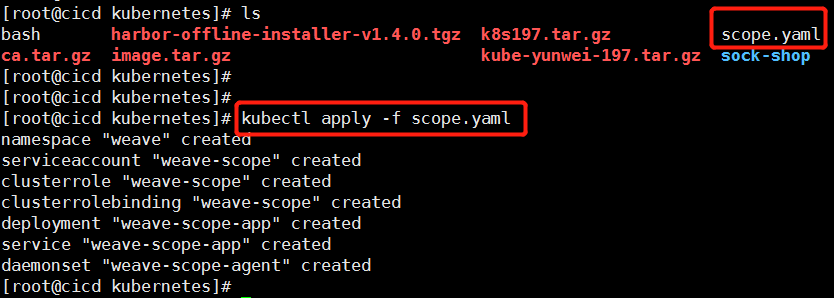 [root@cicd kubernetes]# ls
bash harbor-offline-installer-v1.4.0.tgz k8s197.tar.gz scope.yaml
ca.tar.gz image.tar.gz kube-yunwei-197.tar.gz sock-shop
[root@cicd kubernetes]#
[root@cicd kubernetes]#
[root@cicd kubernetes]# kubectl apply -f scope.yaml
namespace "weave" created
serviceaccount "weave-scope" created
clusterrole "weave-scope" created
clusterrolebinding "weave-scope" created
deployment "weave-scope-app" created
service "weave-scope-app" created
daemonset "weave-scope-agent" created
[root@cicd kubernetes]#